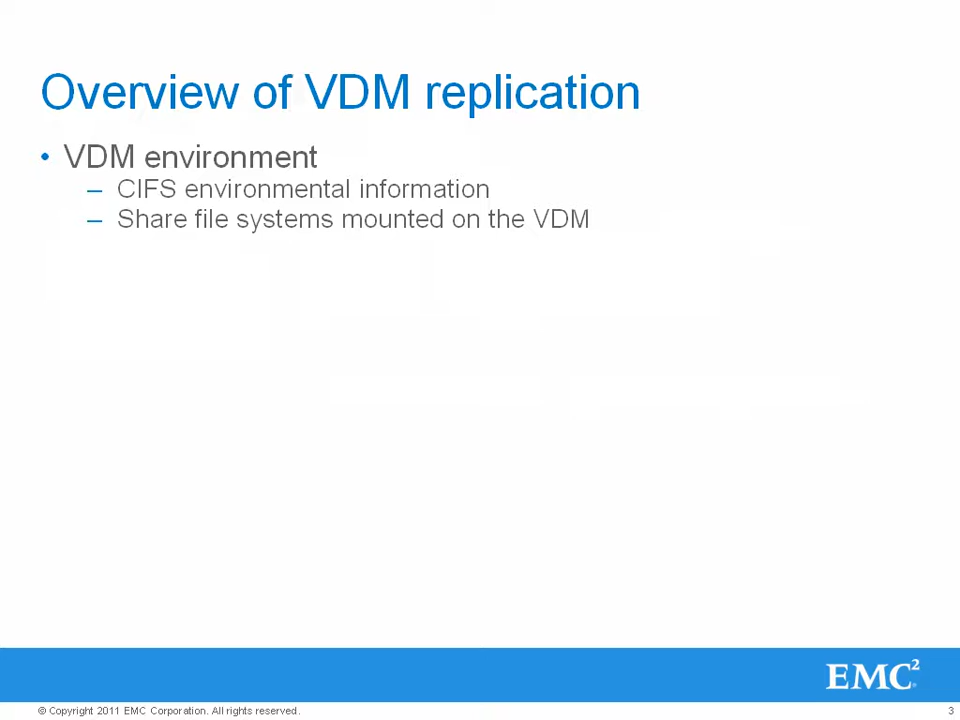 Overview of VDM replication
• VDM environment
– CIFS environmental information
– Share file systems mounted on the VDM
EMC²
© Copyright 2011 EMC Corporation. All rights reserved.
3